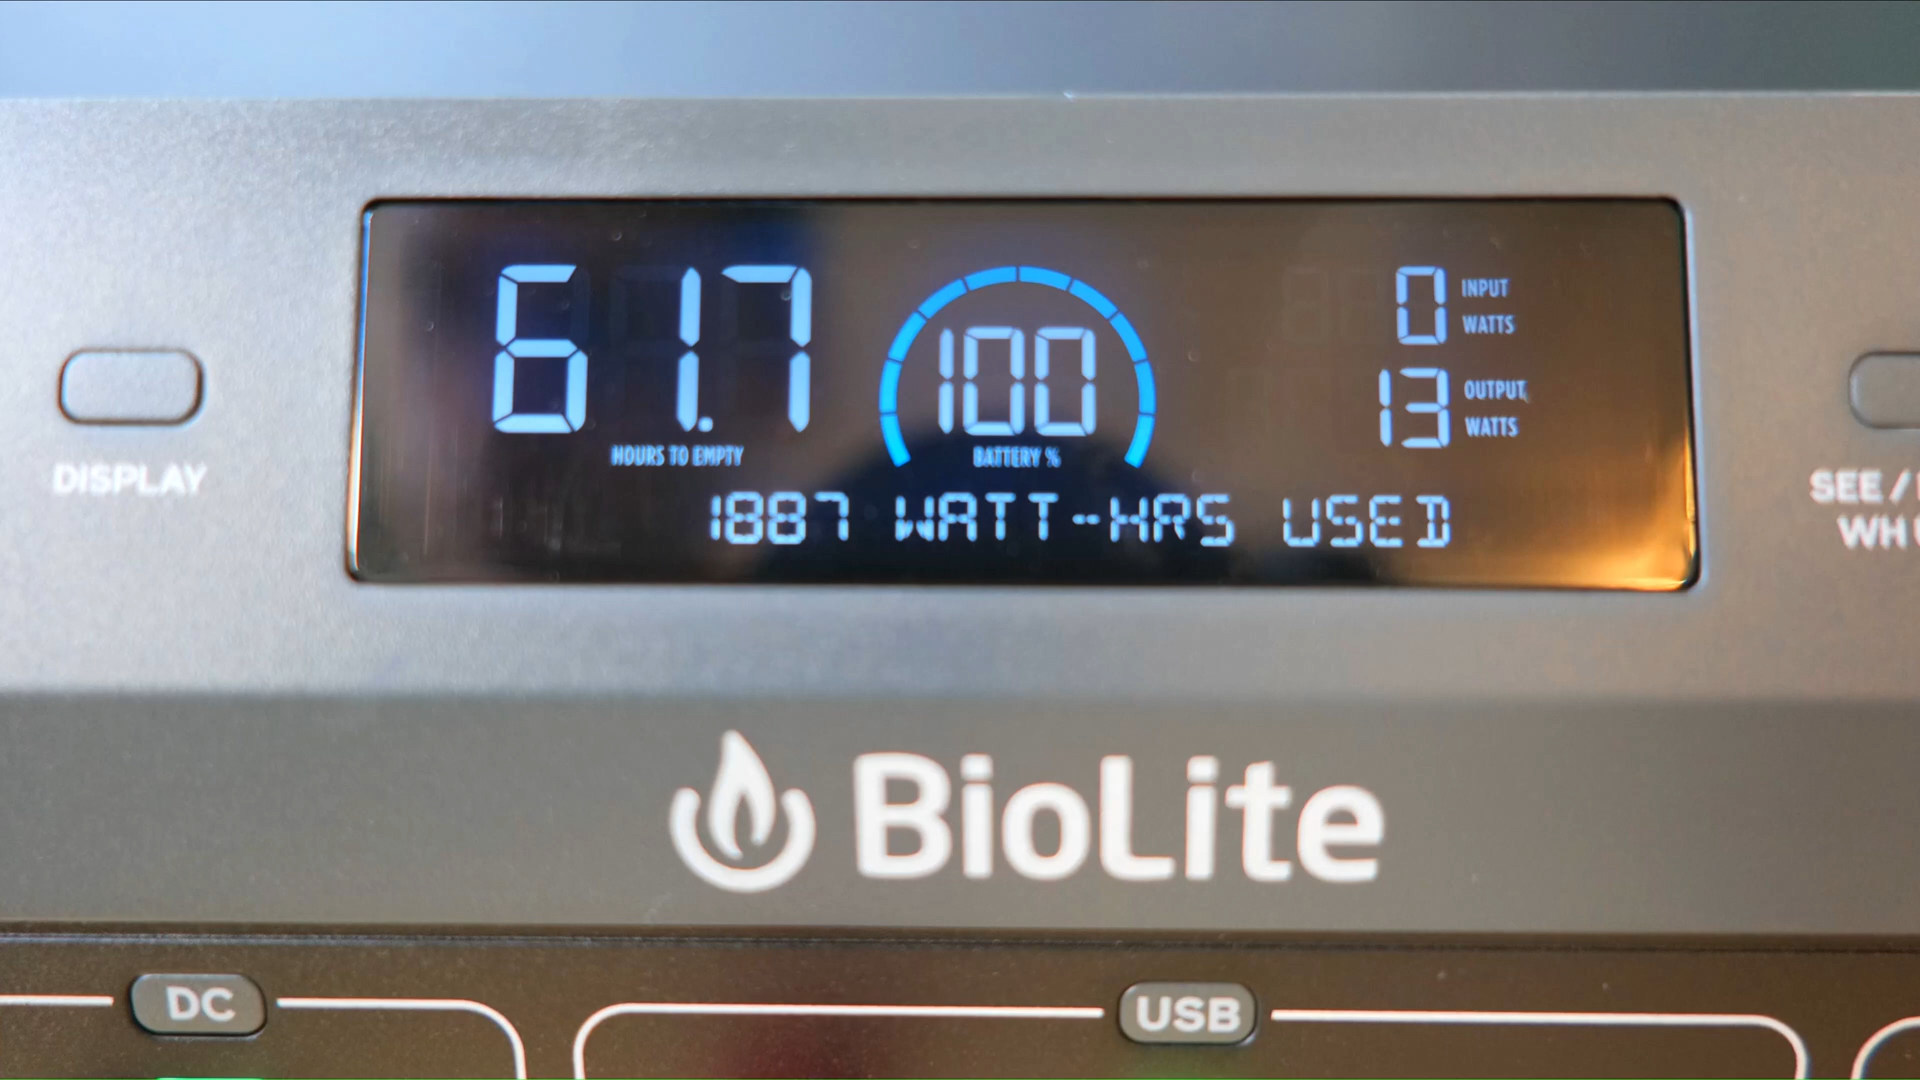 61.7
HOURS TO EMPTY
100
BATTERY %
0 INPUT WATTS
13 OUTPUT WATTS
1887 WATT-HRS USED
DISPLAY
SEE /
WH
BioLite
DC
USB